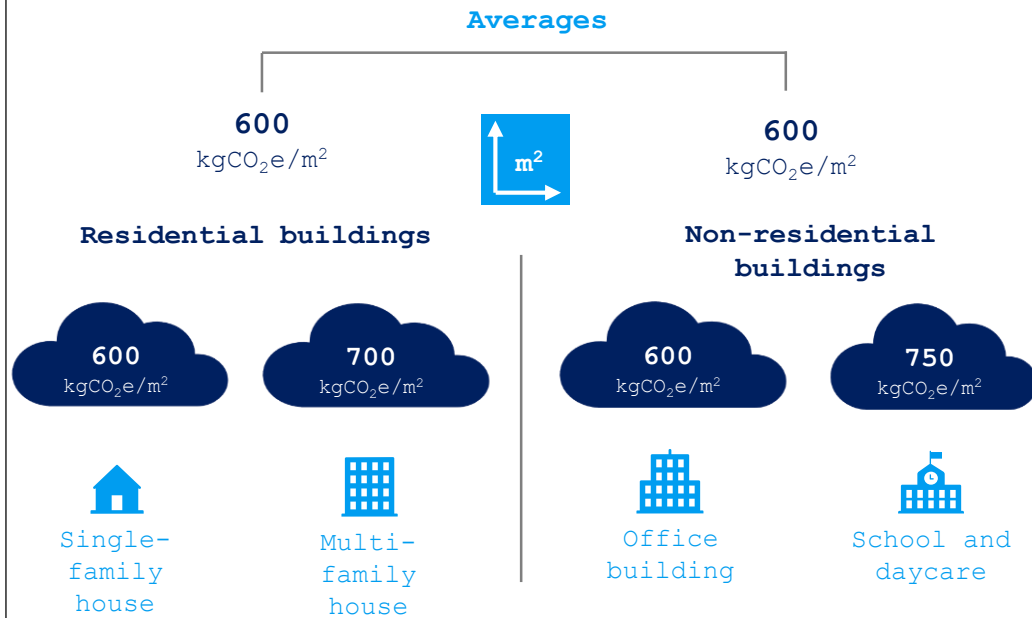 Averages
600
kgCO₂e/m²
600
kgCO₂e/m²
m²
Residential buildings
Non-residential
buildings
600
kgCO₂e/m²
700
kgCO₂e/m²
600
kgCO₂e/m²
750
kgCO₂e/m²
Single-
family
house
Multi-
family
house
Office
building
School and
daycare